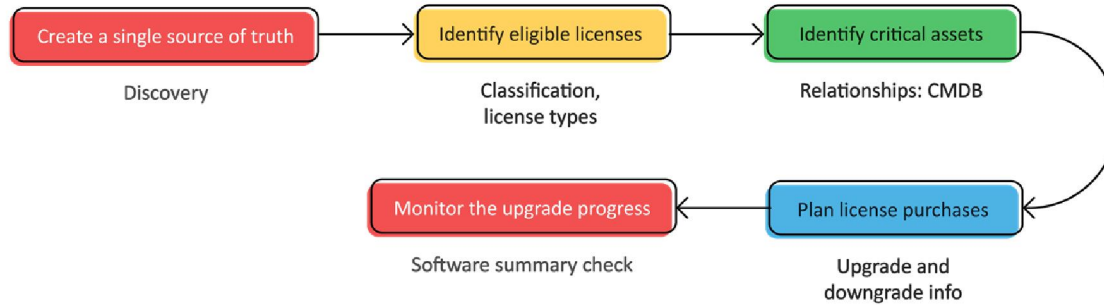 Create a single source of truth
Discovery
Identify eligible licenses
Classification,
license types
Identify critical assets
Relationships: CMDB
Plan license purchases
Upgrade and
downgrade info
Monitor the upgrade progress
Software summary check